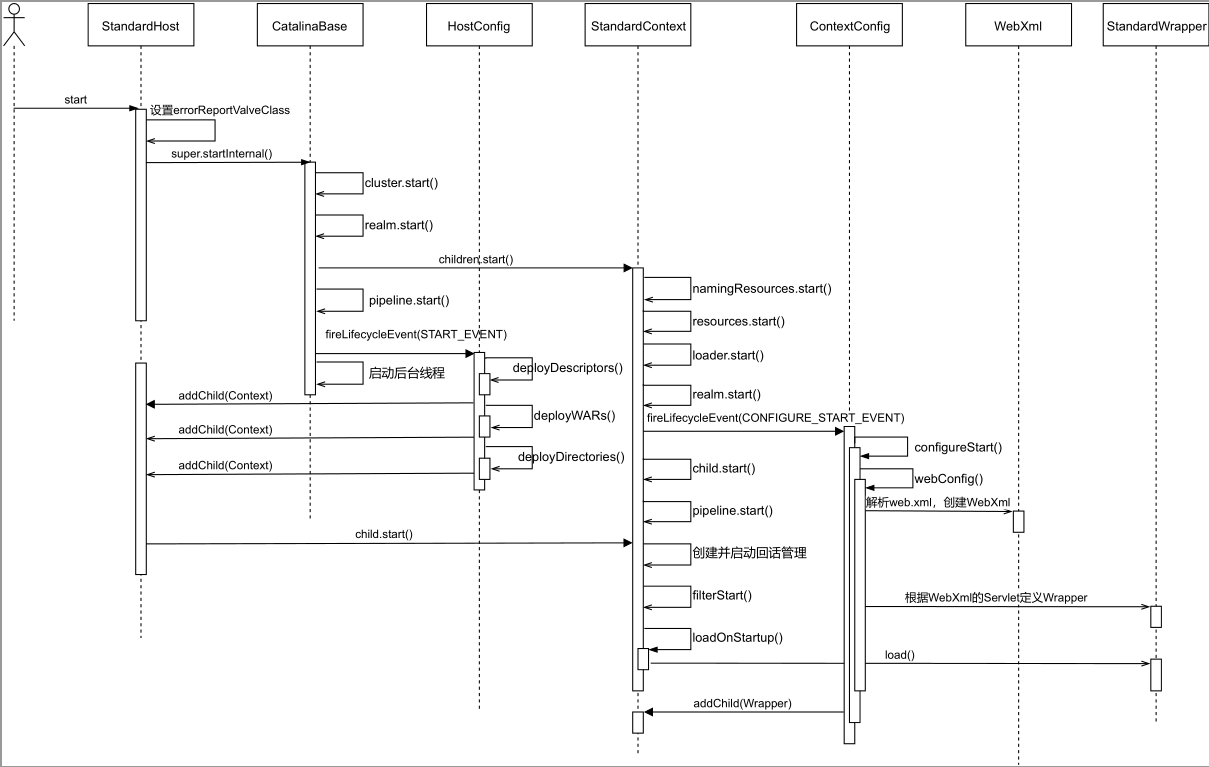 StandardHost
CatalinaBase
HostConfig
StandardContext
ContextConfig
WebXml
StandardWrapper
start
设置errorReportValveClass
super.startInternal()
cluster.start()
realm.start()
children.start()
namingResources.start()
pipeline.start()
resources.start()
fireLifecycleEvent(START_EVENT)
loader.start()
启动后台线程
deployDescriptors()
realm.start()
addChild(Context)
deployWARs()
fireLifecycleEvent(CONFIGURE_START_EVENT)
addChild(Context)
configureStart()
deployDirectories()
addChild(Context)
child.start()
webConfig()
解析web.xml，创建WebXml
pipeline.start()
child.start()
创建并启动回话管理
filterStart()
根据WebXml的Servlet定义Wrapper
loadOnStartup()
load()
addChild(Wrapper)